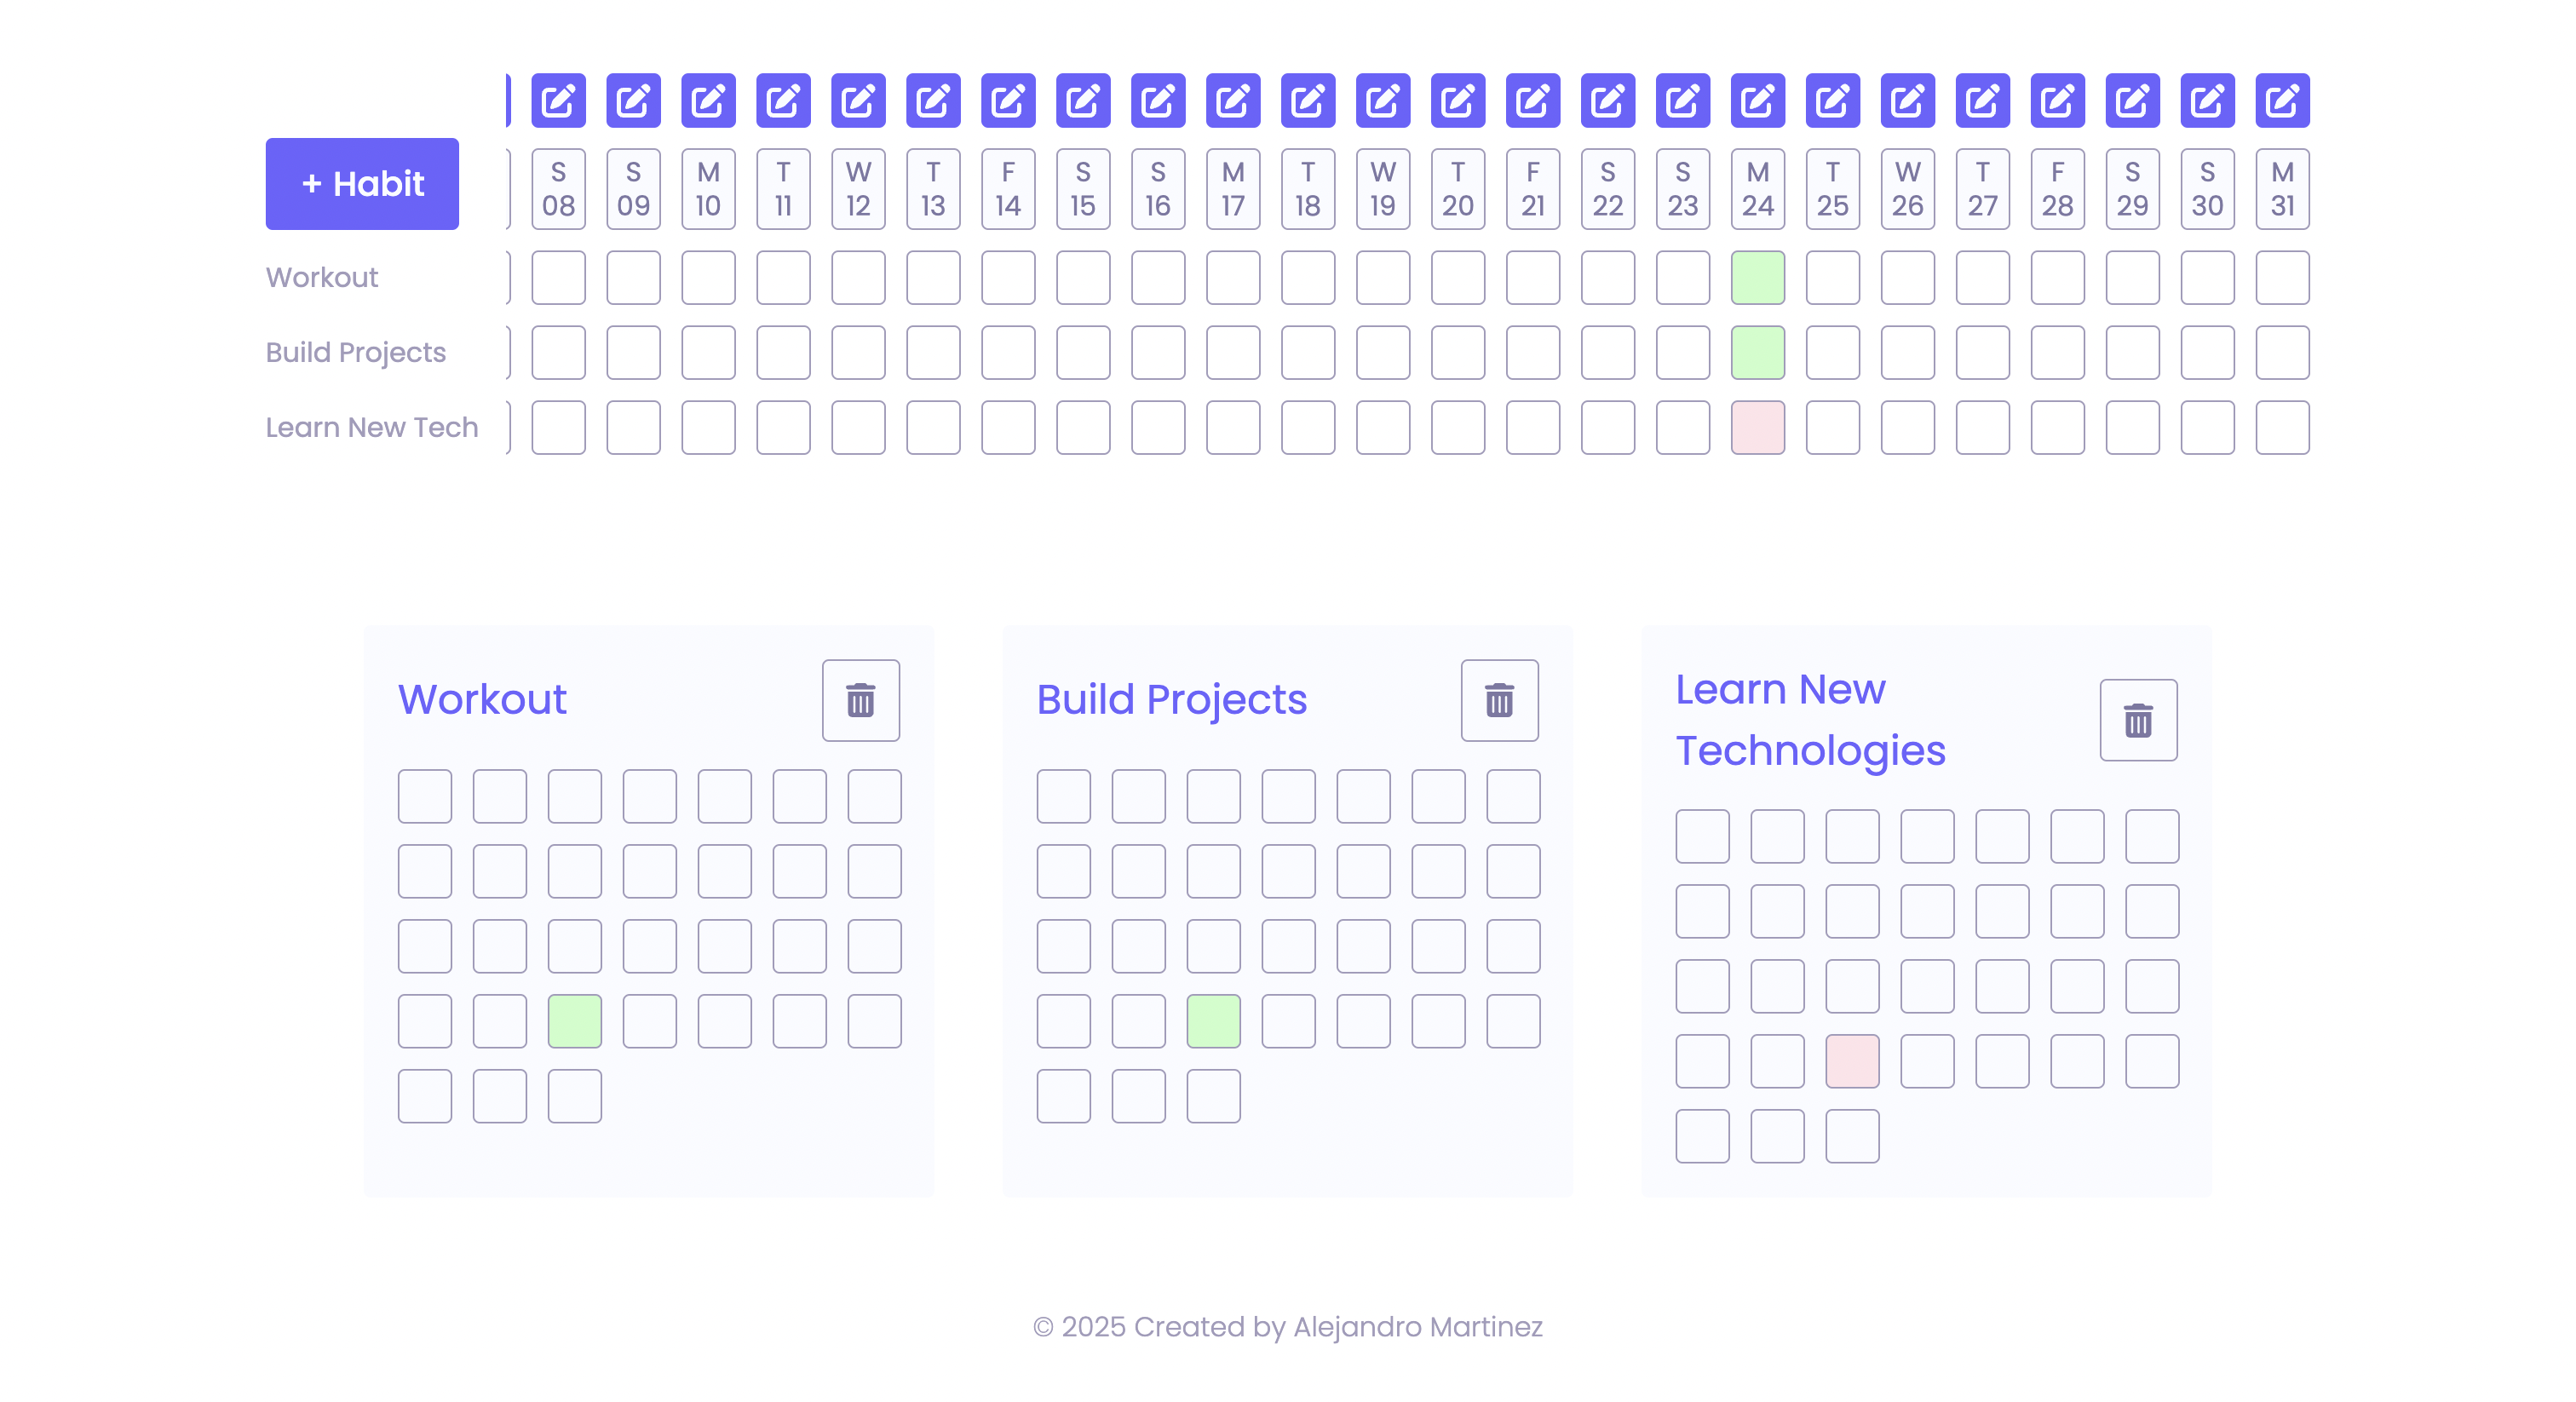 S S M T W T F S S M T W T F S S M T W T F S S M
08 09 10 11 12 13 14 15 16 17 18 19 20 21 22 23 24 25 26 27 28 29 30 31
+ Habit
Workout
Build Projects
Learn New Tech
Workout
Build Projects
Learn New
Technologies
© 2025 Created by Alejandro Martinez